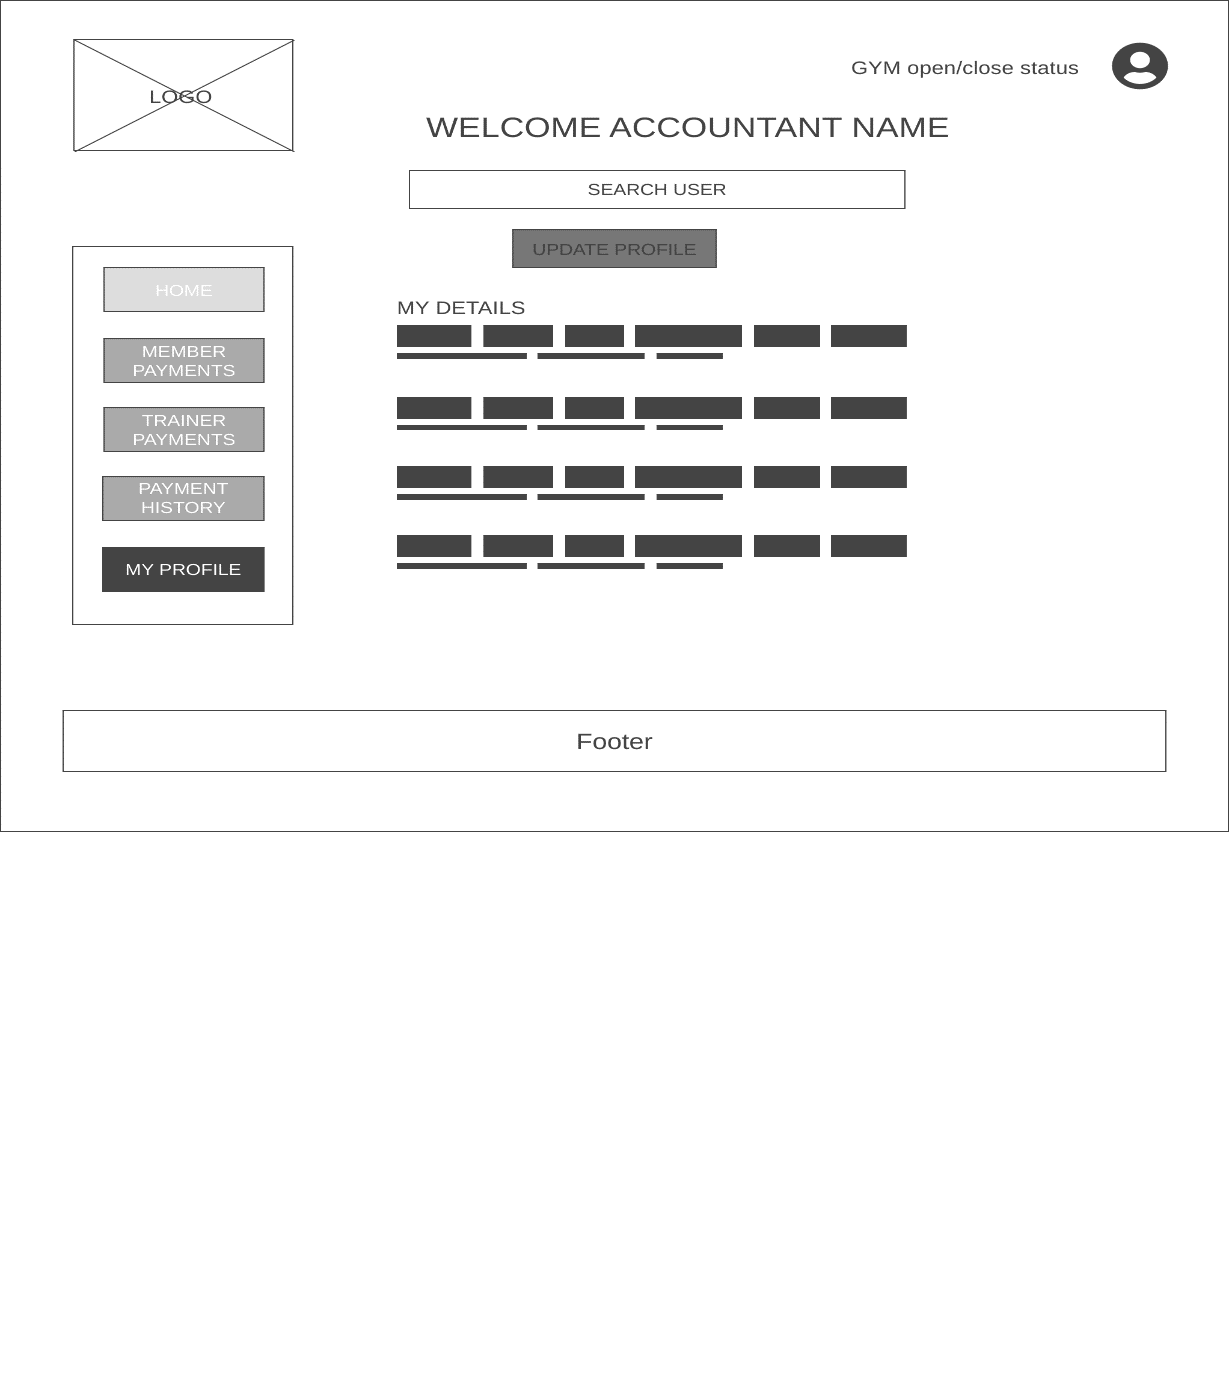 LOGO
GYM open/close status
WELCOME ACCOUNTANT NAME
SEARCH USER
UPDATE PROFILE
HOME
MEMBER
PAYMENTS
TRAINER
PAYMENTS
PAYMENT
HISTORY
MY PROFILE
MY DETAILS
Footer